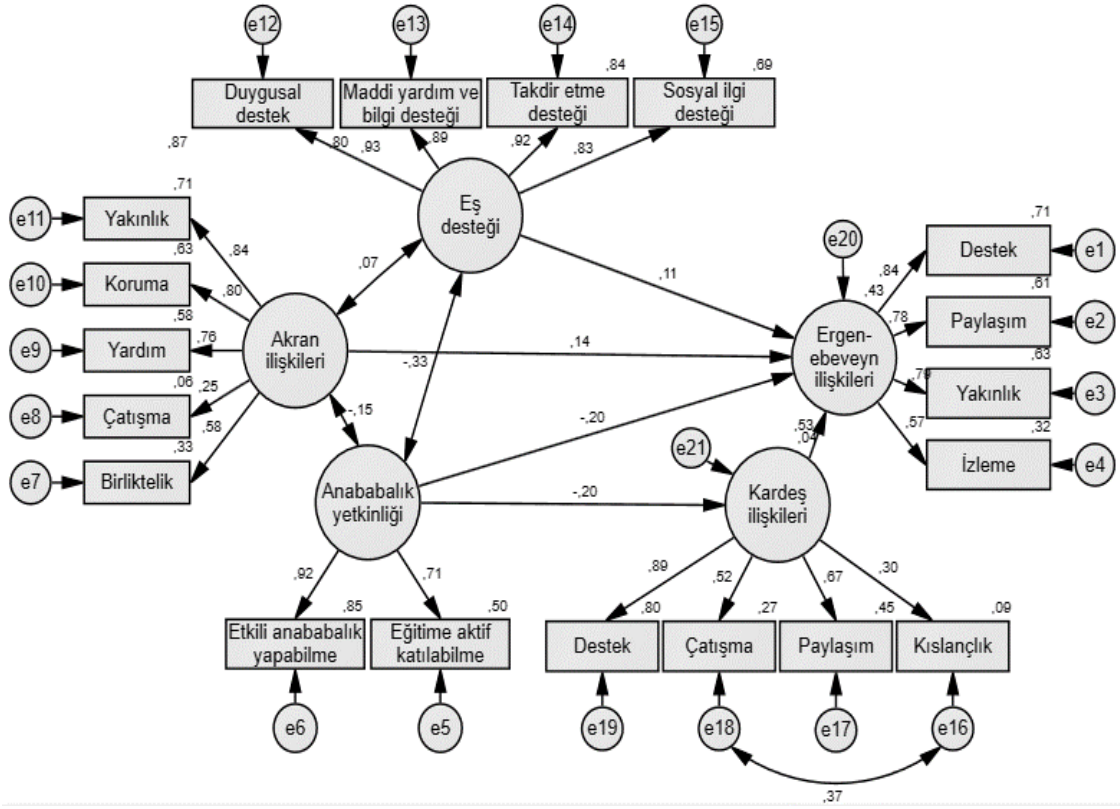 e12
e13
e14
e15
,84
,69
Duygusal
destek
Maddi yardım ve
bilgi desteği
Takdir etme
desteği
Sosyal ilgi
desteği
,87
,80
,93
,89
,92
,83
Eş
desteği
,71
e11
Yakınlık
,84
,63
e10
Koruma
,80
,58
e9
Yardım
,76
,06
,25
e8
Çatışma
,58
,33
e7
Birliktelik
Akran
ilişkileri
,07
-,33
-,15
,11
,14
-,20
-,20
e20
,43
Ergen-
ebeveyn
ilişkileri
,84
,71
Destek
e1
,78
,61
Paylaşım
e2
,79
,63
Yakınlık
e3
,57
,32
İzleme
e4
,53
,04
e21
Kardeş
ilişkileri
Anababalık
yetkinliği
,92
,71
,85
,50
Etkili anababalık
yapabilme
Eğitime aktif
katılabilme
e6
e5
,89
,52
,67
,30
,80
,27
,45
,09
Destek
Çatışma
Paylaşım
Kıslançlık
e19
e18
e17
e16
,37